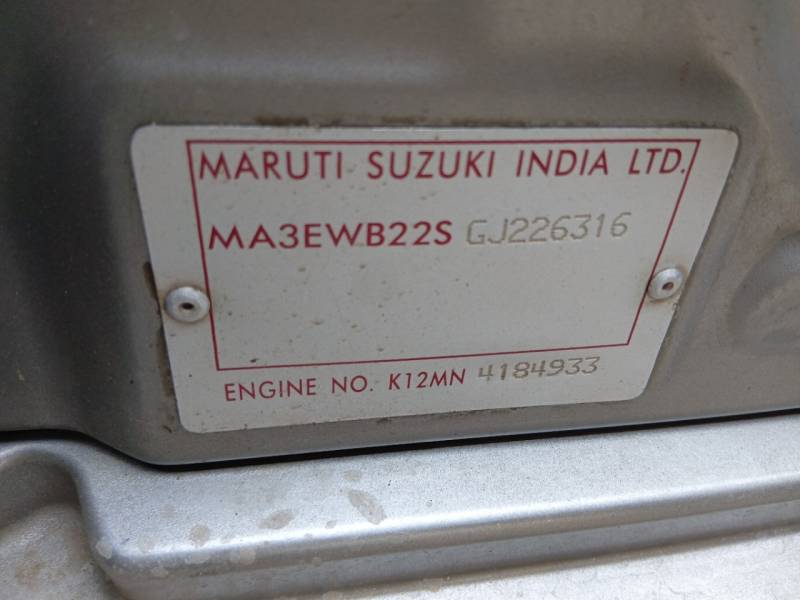 MARUTI SUZUKI INDIA LTD.
MA3EWB22S GJ226316
ENGINE NO. K12MN 4184933